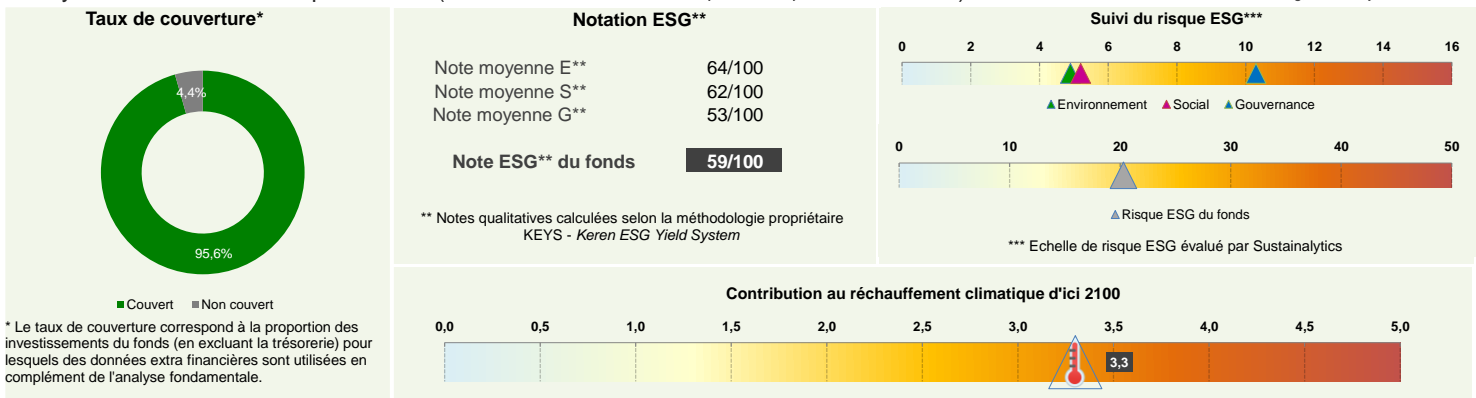 Taux de couverture*
4,4%
95,6%
Couvert Non couvert
* Le taux de couverture correspond à la proportion des
investissements du fonds (en excluant la trésorerie) pour
lesquels des données extra financières sont utilisées en
complément de l'analyse fondamentale.
Notation ESG**
Note moyenne E** 64/100
Note moyenne S** 62/100
Note moyenne G** 53/100
Note ESG** du fonds 59/100
** Notes qualitatives calculées selon la méthodologie propriétaire
KEYS - Keren ESG Yield System
Suivi du risque ESG***
0 2 4 6 8 10 12 14 16
Environnement Social Gouvernance
0 10 20 30 40 50
Risque ESG du fonds
*** Echelle de risque ESG évalué par Sustainalytics
Contribution au réchauffement climatique d'ici 2100
0,0 0,5 1,0 1,5 2,0 2,5 3,0 3,5 4,0 4,5 5,0
3,3